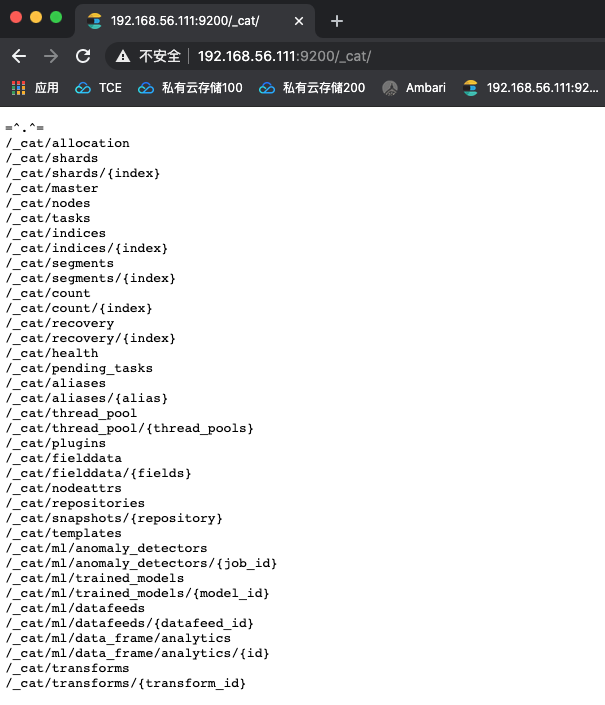 192.168.56.111:9200/_cat/
不安全 192.168.56.111:9200/_cat/
应用 TCE 私有云存储100 私有云存储200 Ambari 192.168.56.111:92...
=^.^=
/_cat/allocation
/_cat/shards
/_cat/shards/{index}
/_cat/master
/_cat/nodes
/_cat/tasks
/_cat/indices
/_cat/indices/{index}
/_cat/segments
/_cat/segments/{index}
/_cat/count
/_cat/count/{index}
/_cat/recovery
/_cat/recovery/{index}
/_cat/health
/_cat/pending_tasks
/_cat/aliases
/_cat/aliases/{alias}
/_cat/thread_pool
/_cat/thread_pool/{thread_pools}
/_cat/plugins
/_cat/fielddata
/_cat/fielddata/{fields}
/_cat/nodeattrs
/_cat/repositories
/_cat/snapshots/{repository}
/_cat/templates
/_cat/ml/anomaly_detectors
/_cat/ml/anomaly_detectors/{job_id}
/_cat/ml/trained_models
/_cat/ml/trained_models/{model_id}
/_cat/ml/datafeeds
/_cat/ml/datafeeds/{datafeed_id}
/_cat/ml/data_frame/analytics
/_cat/ml/data_frame/analytics/{id}
/_cat/transforms
/_cat/transforms/{transform_id}